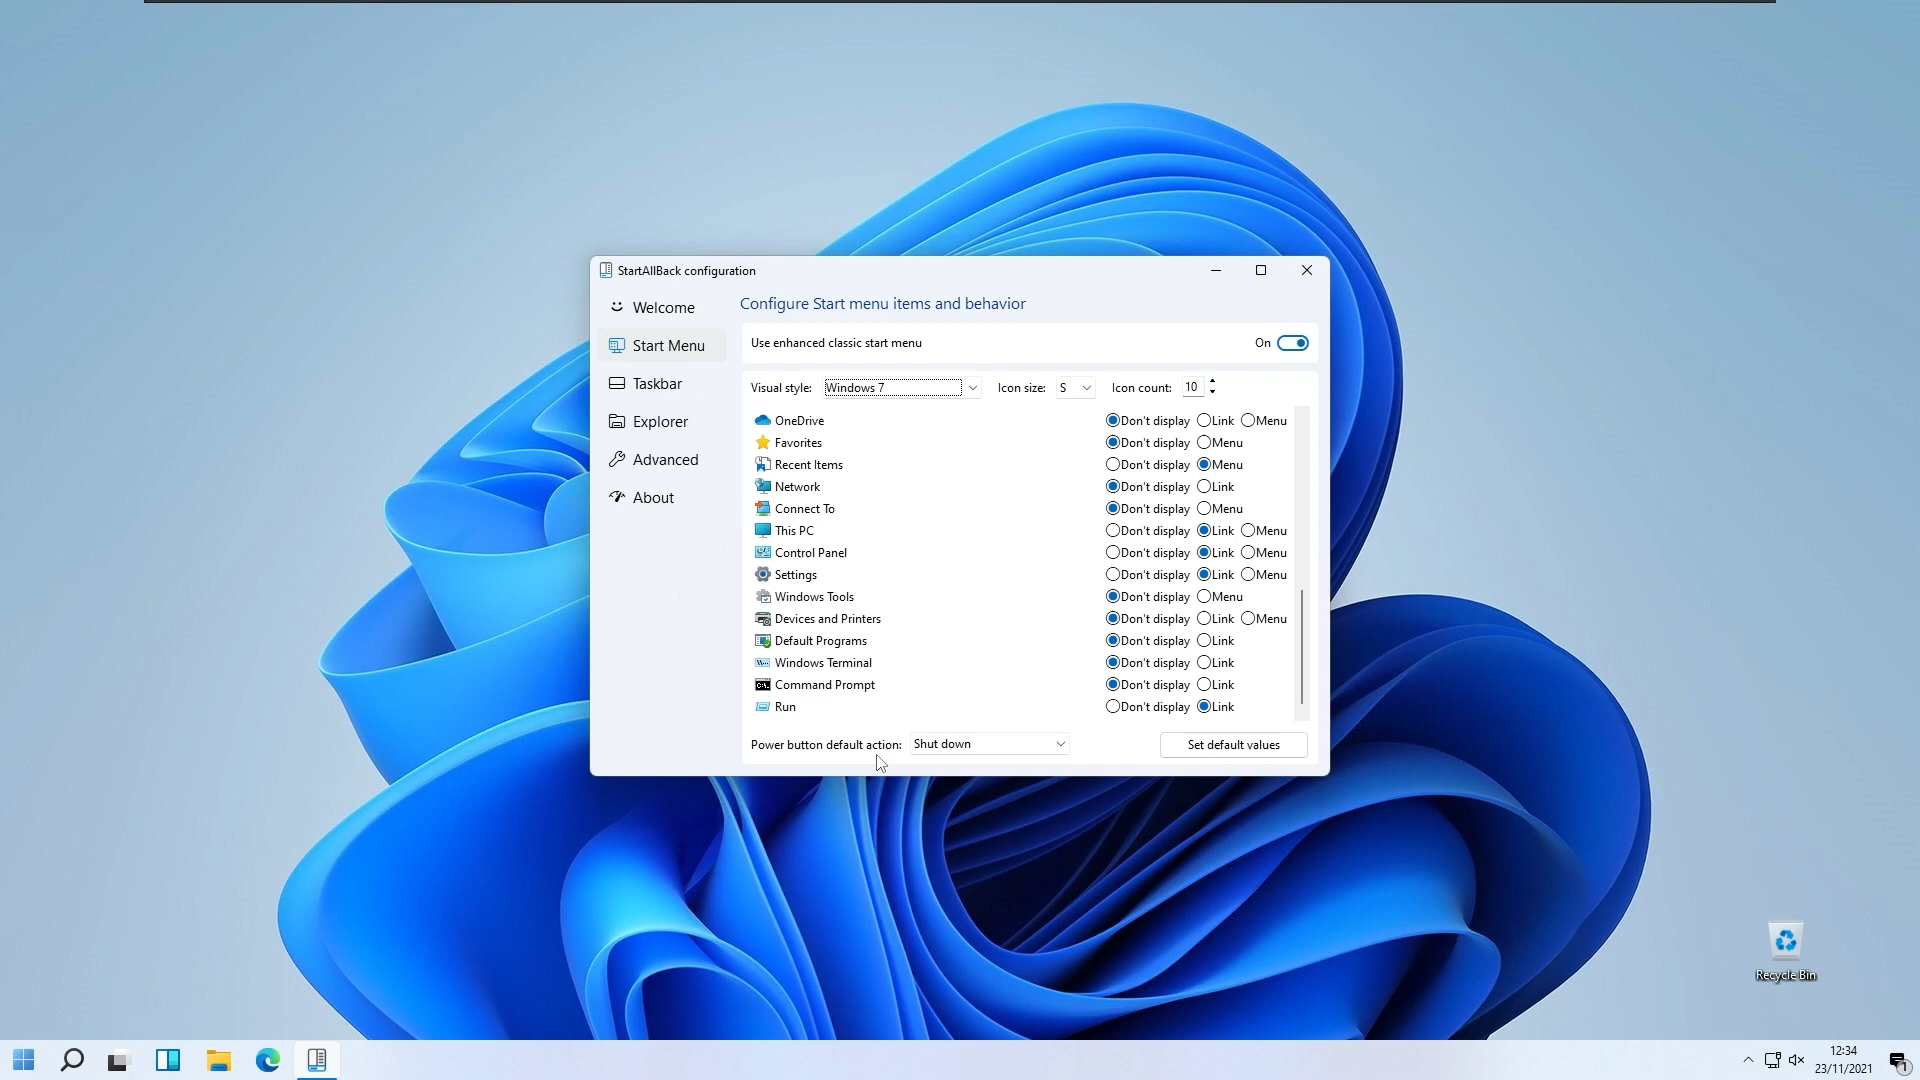 StartAllBack configuration
Welcome
Start Menu
Taskbar
Explorer
Advanced
About
Configure Start menu items and behavior
Use enhanced classic start menu On
Visual style: Windows 7 Icon size: S Icon count: 10
OneDrive Don't display Link Menu
Favorites Don't display Menu
Recent Items Don't display Menu
Network Don't display Link
Connect To Don't display Menu
This PC Don't display Link Menu
Control Panel Don't display Link Menu
Settings Don't display Link Menu
Windows Tools Don't display Menu
Devices and Printers Don't display Link Menu
Default Programs Don't display Link
Windows Terminal Don't display Link
Command Prompt Don't display Link
Run Don't display Link
Power button default action: Shut down Set default values
Recycle Bin
12:34
23/11/2021
1